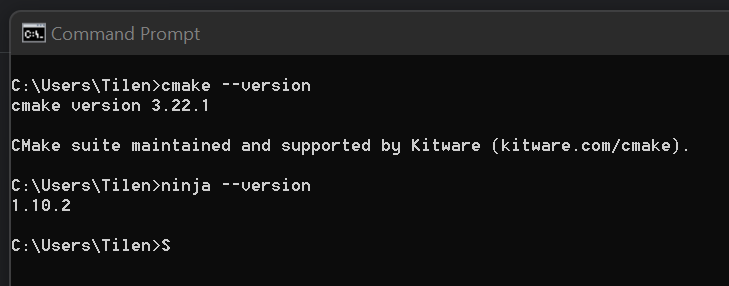 Command Prompt
C:\Users\Tilen>cmake --version
cmake version 3.22.1
CMake suite maintained and supported by Kitware (kitware.com/cmake).
C:\Users\Tilen>ninja --version
1.10.2
C:\Users\Tilen>S